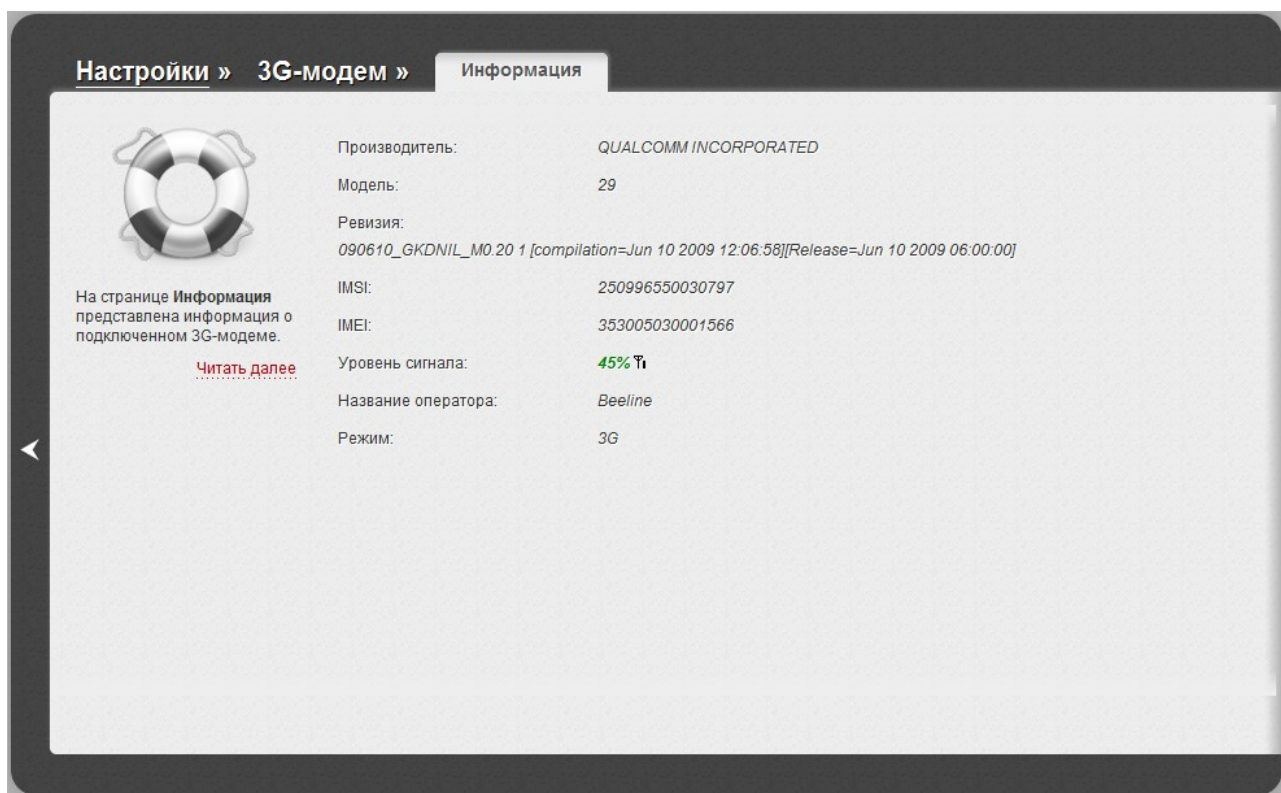 Настройки » 3G-модем » Информация
На странице Информация
представлена информация о
подключенном 3G-модеме.
Читать далее
Производитель: QUALCOMM INCORPORATED
Модель: 29
Ревизия:
090610_GKDNIL_M0.20 1 [compilation=Jun 10 2009 12:06:58][Release=Jun 10 2009 06:00:00]
IMSI: 250996550030797
IMEI: 353005030001566
Уровень сигнала: 45%
Название оператора: Beeline
Режим: 3G